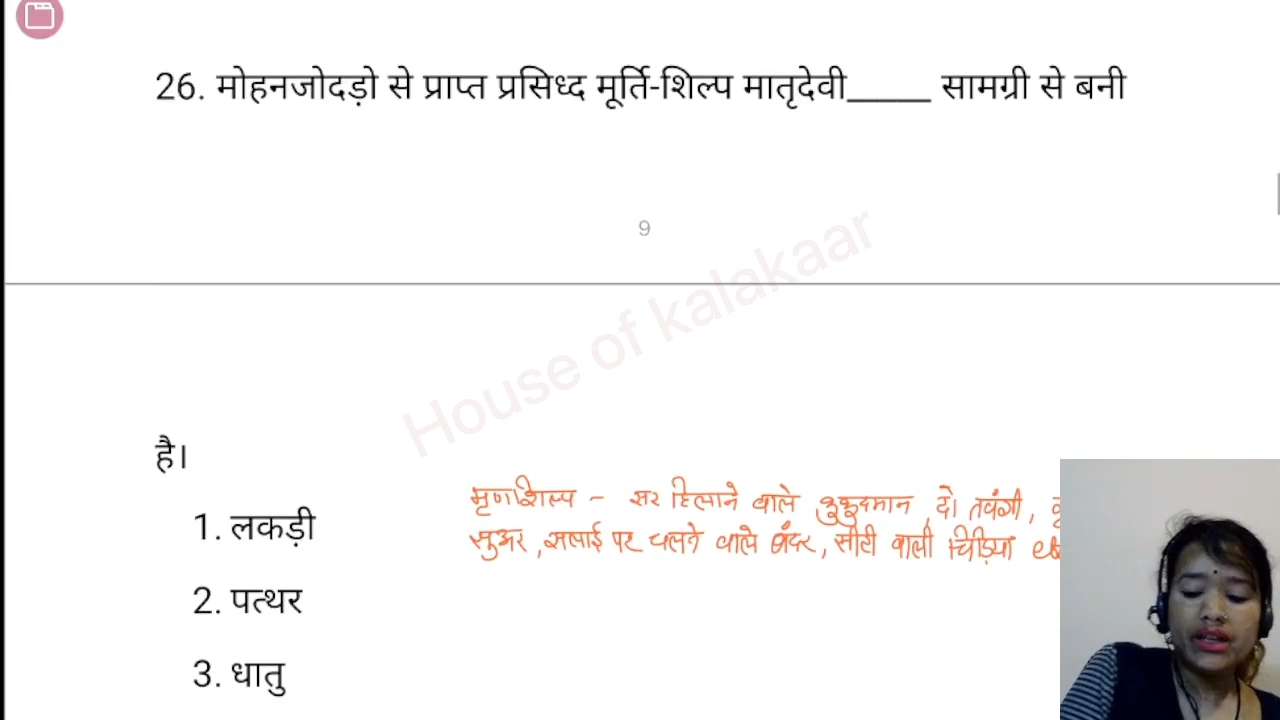 26. मोहनजोदड़ो से प्राप्त प्रसिध्द मूर्ति-शिल्प मातृदेवी_____ सामग्री से बनी
9
House of kalakaar
है।
मृणशिल्प - सर हिलाने वाले दो
1. लकड़ी
सुअर, सलाई पर चलने वाले बंदर, सीटी वाली चिड़िया
2. पत्थर
3. धातु